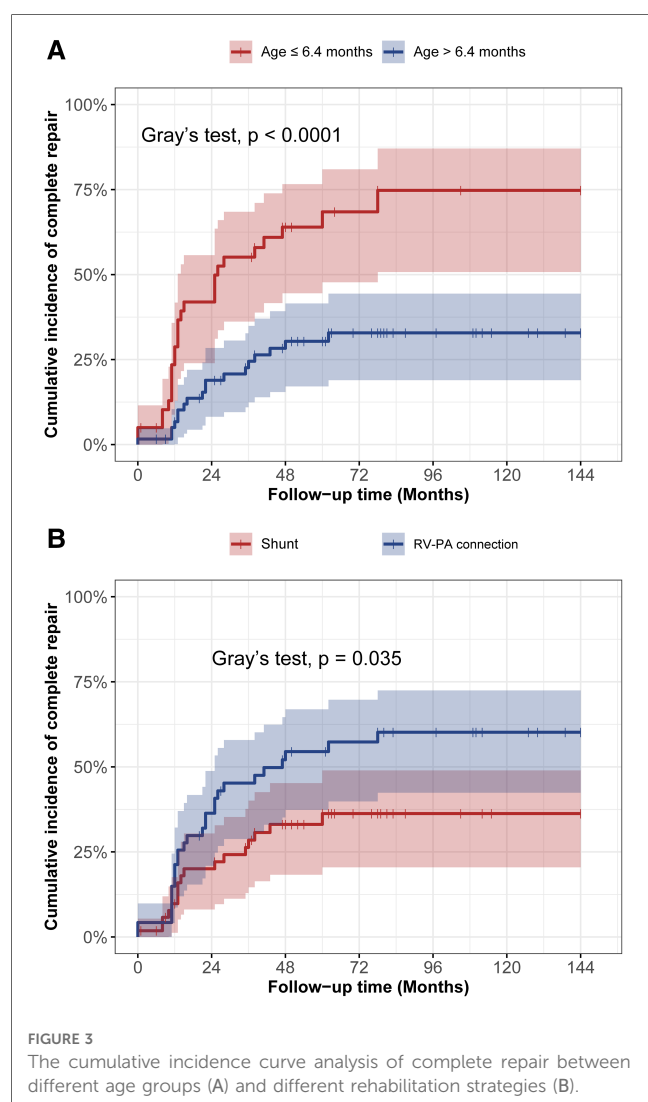 A
Age ≤ 6.4 months Age > 6.4 months
Cumulative incidence of complete repair
100%
Gray's test, p < 0.0001
75%
50%
25%
0%
0 24 48 72 96 120 144
Follow−up time (Months)
B
Shunt RV-PA connection
Cumulative incidence of complete repair
100%
Gray's test, p = 0.035
75%
50%
25%
0%
0 24 48 72 96 120 144
Follow−up time (Months)
FIGURE 3
The cumulative incidence curve analysis of complete repair between
different age groups (A) and different rehabilitation strategies (B).